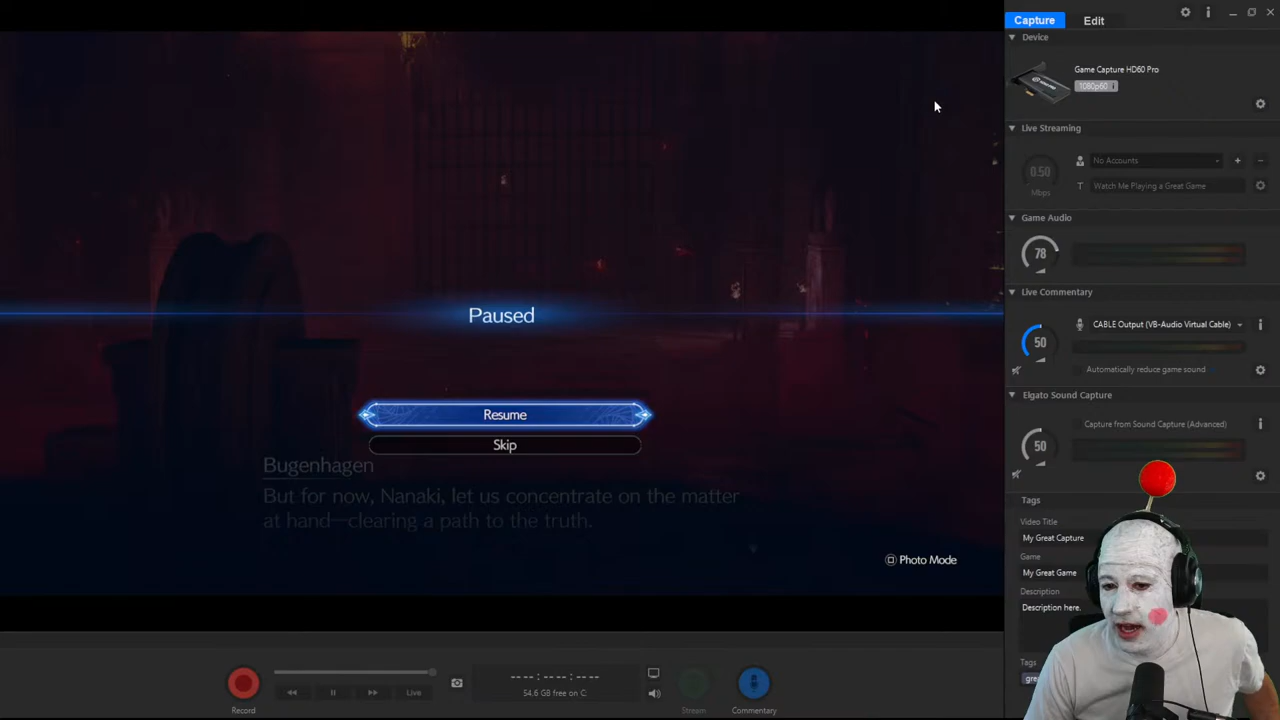 Capture
Edit
Device
Game Capture HD60 Pro
1080p60
Live Streaming
0.50
Mbps
No Accounts
T
Watch Me Playing a Great Game
Game Audio
78
Live Commentary
50
CABLE Output (VB-Audio Virtual Cable)
Automatically reduce game sound
Elgato Sound Capture
50
Capture from Sound Capture (Advanced)
Tags
Video Title
My Great Capture
Game
My Great Game
Description
Description here.
Tags
Paused
Resume
Skip
Bugenhagen
But for now, Nanaki, let us concentrate on the matter
at hand—clearing a path to the truth.
Photo Mode
Record
Live
--:--:--
54.6 GB free on C:
Stream
Commentary